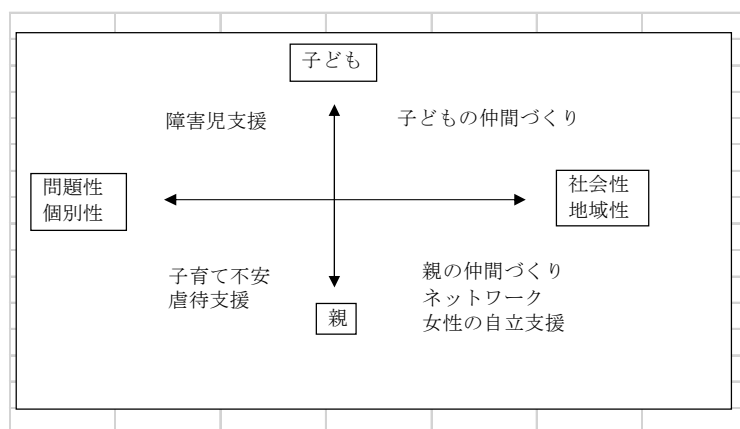 子ども
障害児支援
子どもの仲間づくり
問題性
個別性
社会性
地域性
子育て不安
虐待支援
親の仲間づくり
ネットワーク
女性の自立支援
親